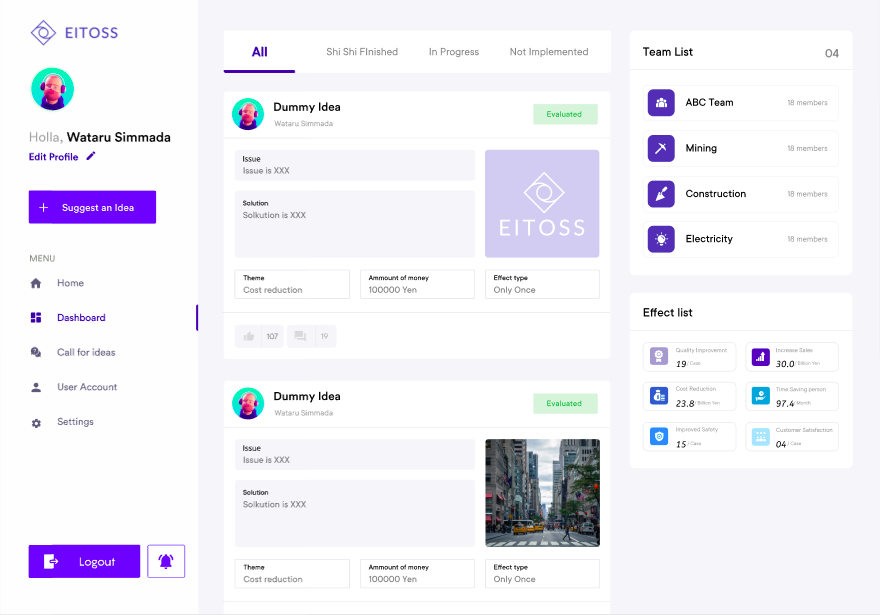 EITOSS
Holla, Wataru Simmada
Edit Profile
+ Suggest an Idea
MENU
Home
Dashboard
Call for ideas
User Account
Settings
Logout
All
Shi Shi FInished
In Progress
Not Implemented
Dummy Idea
Wataru Simmada
Evaluated
Issue
Issue is XXX
Solution
Solkution is XXX
EITOSS
Theme
Cost reduction
Ammount of money
100000 Yen
Effect type
Only Once
107
19
Dummy Idea
Wataru Simmada
Evaluated
Issue
Issue is XXX
Solution
Solkution is XXX
Theme
Cost reduction
Ammount of money
100000 Yen
Effect type
Only Once
Team List
04
ABC Team
18 members
Mining
18 members
Construction
18 members
Electricity
18 members
Effect list
Quality Improvemnt
19 / Case
Increase Sales
30.0 / Billion Yen
Cost Reduction
23.8 / Billion Yen
Time Saving.person
97.4 / Month
Improved Safety
15 / Case
Customer Satisfaction
04 / Case